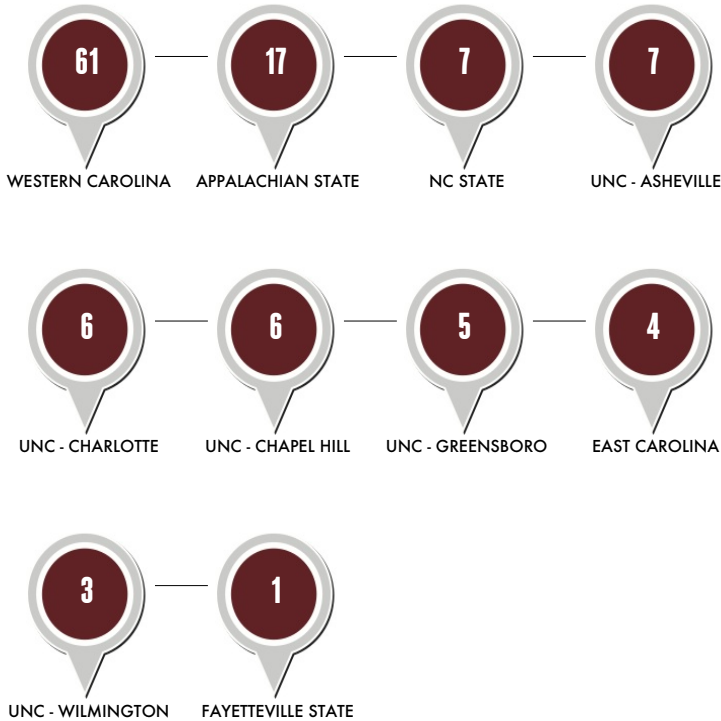 61
17
7
7
WESTERN CAROLINA
APPALACHIAN STATE
NC STATE
UNC - ASHEVILLE
6
6
5
4
UNC - CHARLOTTE
UNC - CHAPEL HILL
UNC - GREENSBORO
EAST CAROLINA
3
1
UNC - WILMINGTON
FAYETTEVILLE STATE